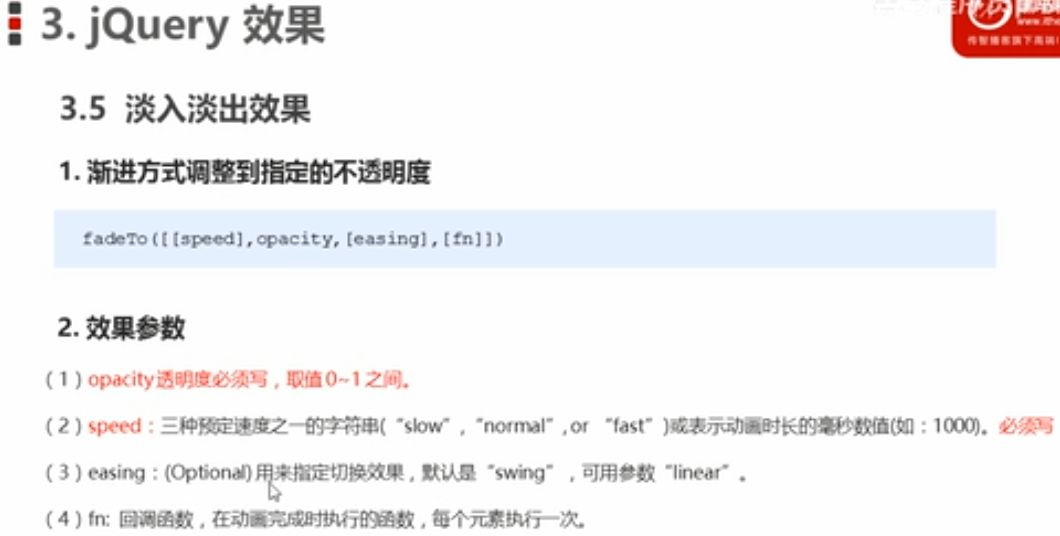 3. jQuery 效果
3.5 淡入淡出效果
1. 渐进方式调整到指定的不透明度
fadeTo([[speed],opacity,[easing],[fn]])
2. 效果参数
（1）opacity透明度必须写，取值 0~1 之间。
（2）speed：三种预定速度之一的字符串(“slow”，“normal”,or “fast”)或表示动画时长的毫秒数值(如：1000)。必须写
（3）easing：(Optional) 用来指定切换效果，默认是“swing”，可用参数“linear”。
（4）fn: 回调函数，在动画完成时执行的函数，每个元素执行一次。